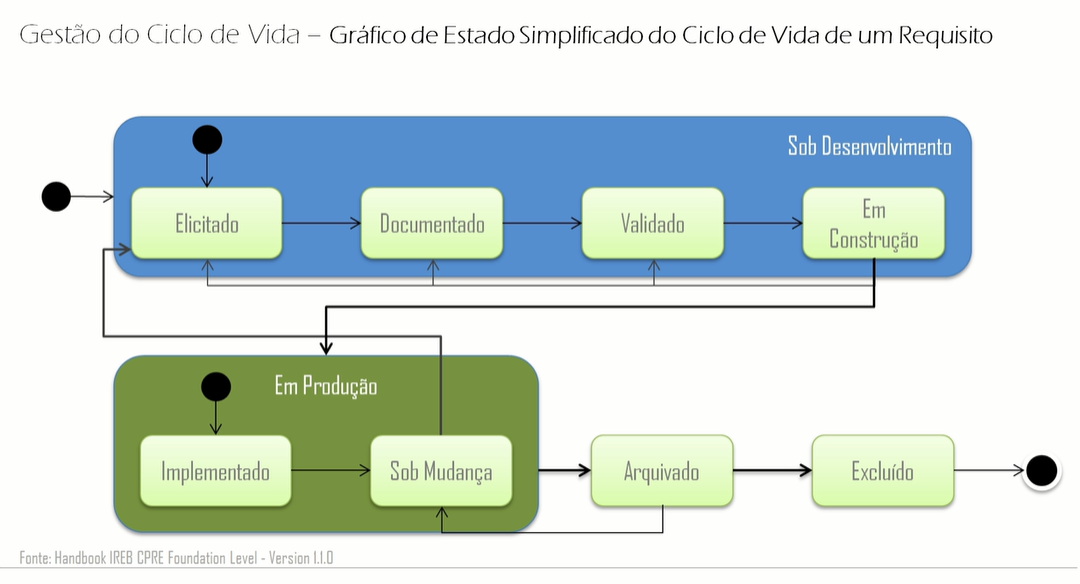 Gestão do Ciclo de Vida – Gráfico de Estado Simplificado do Ciclo de Vida de um Requisito
Sob Desenvolvimento
Elicitado
Documentado
Validado
Em
Construção
Em Produção
Implementado
Sob Mudança
Arquivado
Excluído
Fonte: Handbook IREB CPRE Foundation Level - Version 1.1.0